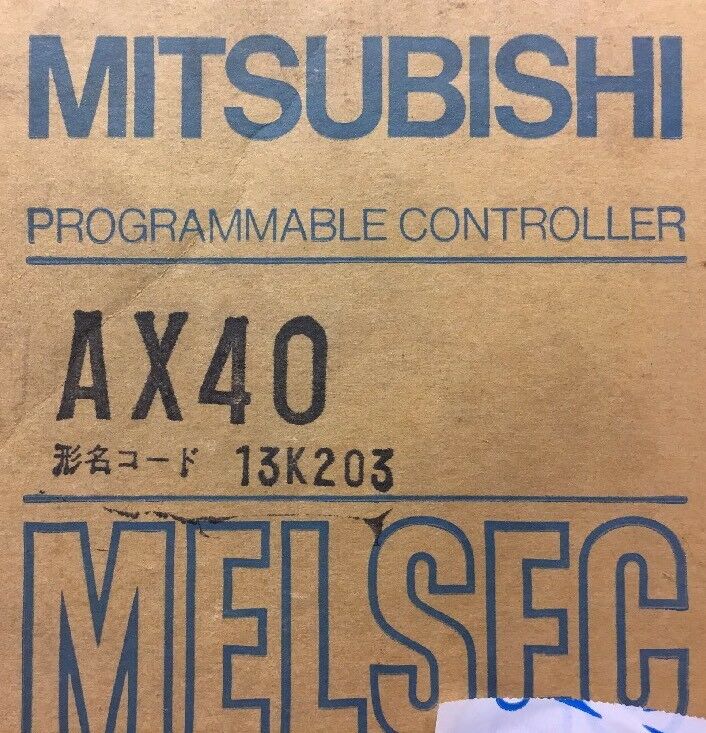 MITSUBISHI
PROGRAMMABLE CONTROLLER
AX40
形名コード 13K203
MELSEC